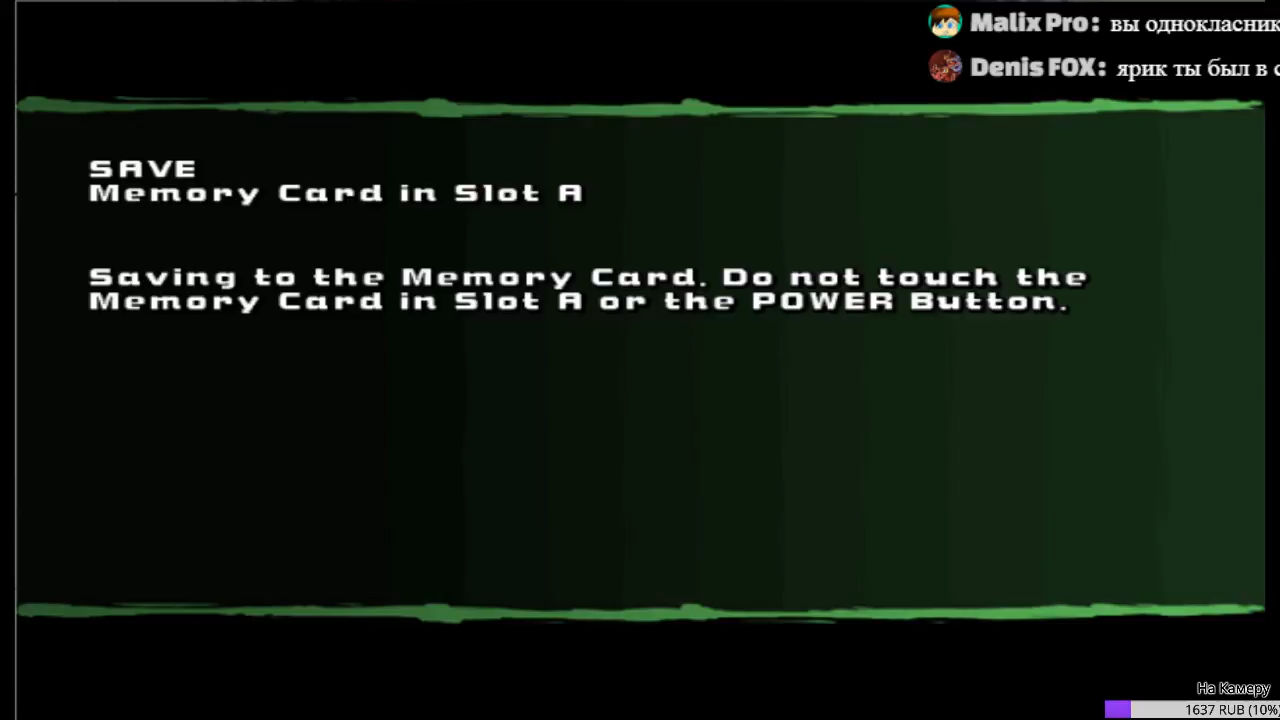 Malix Pro: вы однокласник
Denis FOX: ярик ты был в с
SAVE
Memory Card in Slot A
Saving to the Memory Card. Do not touch the
Memory Card in Slot A or the POWER Button.
На Камеру
1637 RUB (10%)